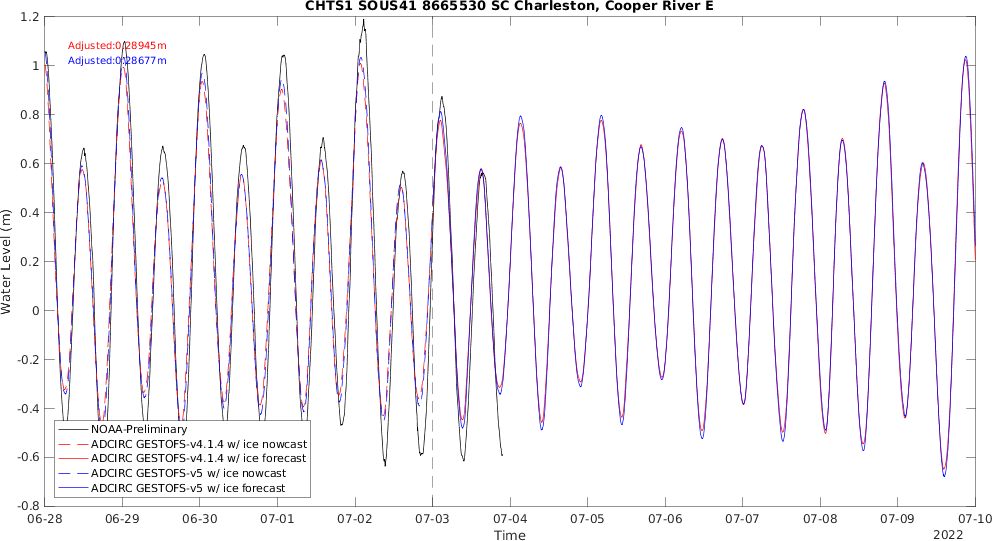 CHTS1 SOUS41 8665530 SC Charleston, Cooper River E
Adjusted:0.28945m
Adjusted:0.28677m
Water Level (m)
1.2
1
0.8
0.6
0.4
0.2
0
-0.2
-0.4
-0.6
-0.8
NOAA-Preliminary
ADCIRC GESTOFS-v4.1.4 w/ ice nowcast
ADCIRC GESTOFS-v4.1.4 w/ ice forecast
ADCIRC GESTOFS-v5 w/ ice nowcast
ADCIRC GESTOFS-v5 w/ ice forecast
06-28 06-29 06-30 07-01 07-02 07-03 07-04 07-05 07-06 07-07 07-08 07-09 07-10
Time
2022